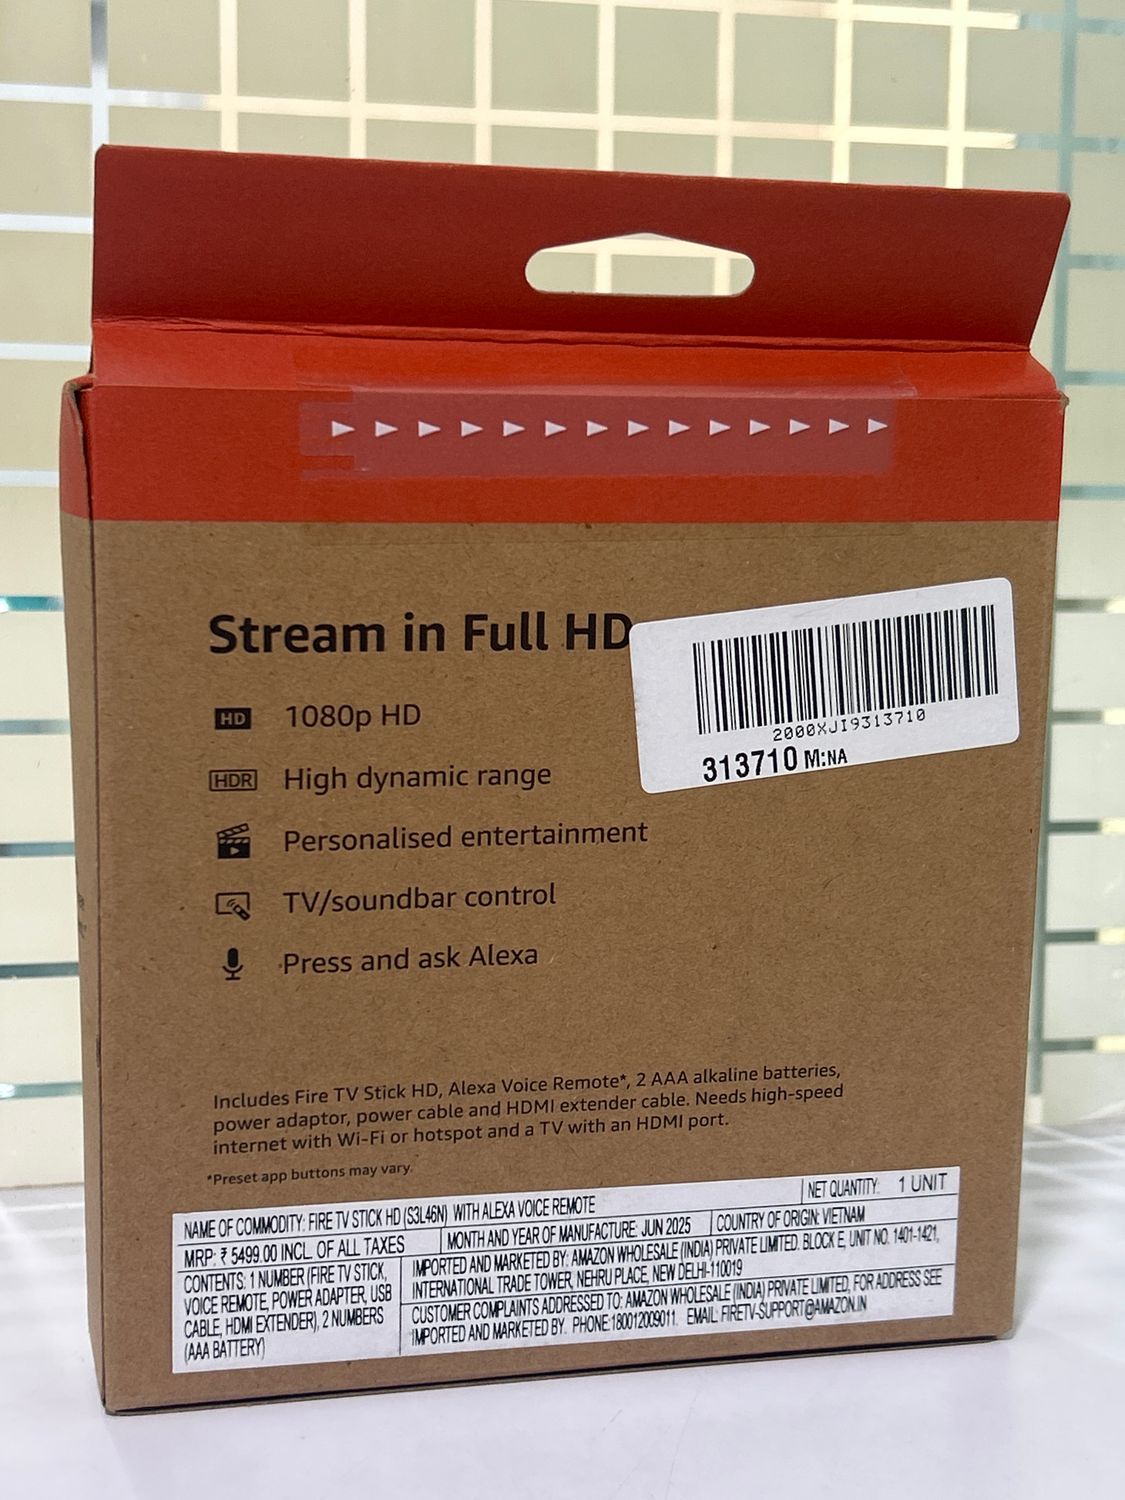 Stream in Full HD
HD 1080p HD
HDR High dynamic range
Personalised entertainment
TV/soundbar control
Press and ask Alexa
2000XJI9313710
313710 M:NA
Includes Fire TV Stick HD, Alexa Voice Remote*, 2 AAA alkaline batteries,
power adaptor, power cable and HDMI extender cable. Needs high-speed
internet with Wi-Fi or hotspot and a TV with an HDMI port.
*Preset app buttons may vary.
NAME OF COMMODITY: FIRE TV STICK HD (S3L46N) WITH ALEXA VOICE REMOTE
NET QUANTITY: 1 UNIT
MRP: ₹ 5499.00 INCL. OF ALL TAXES
MONTH AND YEAR OF MANUFACTURE: JUN 2025
COUNTRY OF ORIGIN: VIETNAM
CONTENTS: 1 NUMBER (FIRE TV STICK,
VOICE REMOTE, POWER ADAPTER, USB
CABLE, HDMI EXTENDER), 2 NUMBERS
(AAA BATTERY)
IMPORTED AND MARKETED BY: AMAZON WHOLESALE (INDIA) PRIVATE LIMITED. BLOCK E, UNIT NO. 1401-1421,
INTERNATIONAL TRADE TOWER, NEHRU PLACE, NEW DELHI-110019
CUSTOMER COMPLAINTS ADDRESSED TO: AMAZON WHOLESALE (INDIA) PRIVATE LIMITED, FOR ADDRESS SEE
IMPORTED AND MARKETED BY. PHONE:180012009011. EMAIL: FIRETV-SUPPORT@AMAZON.IN